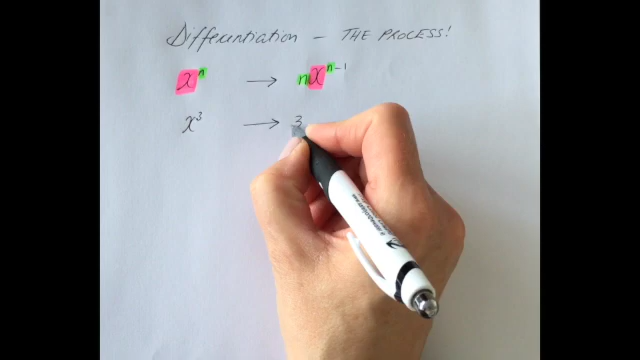 Differentiation — THE PROCESS!
xⁿ → nxⁿ⁻¹
x³ → 3